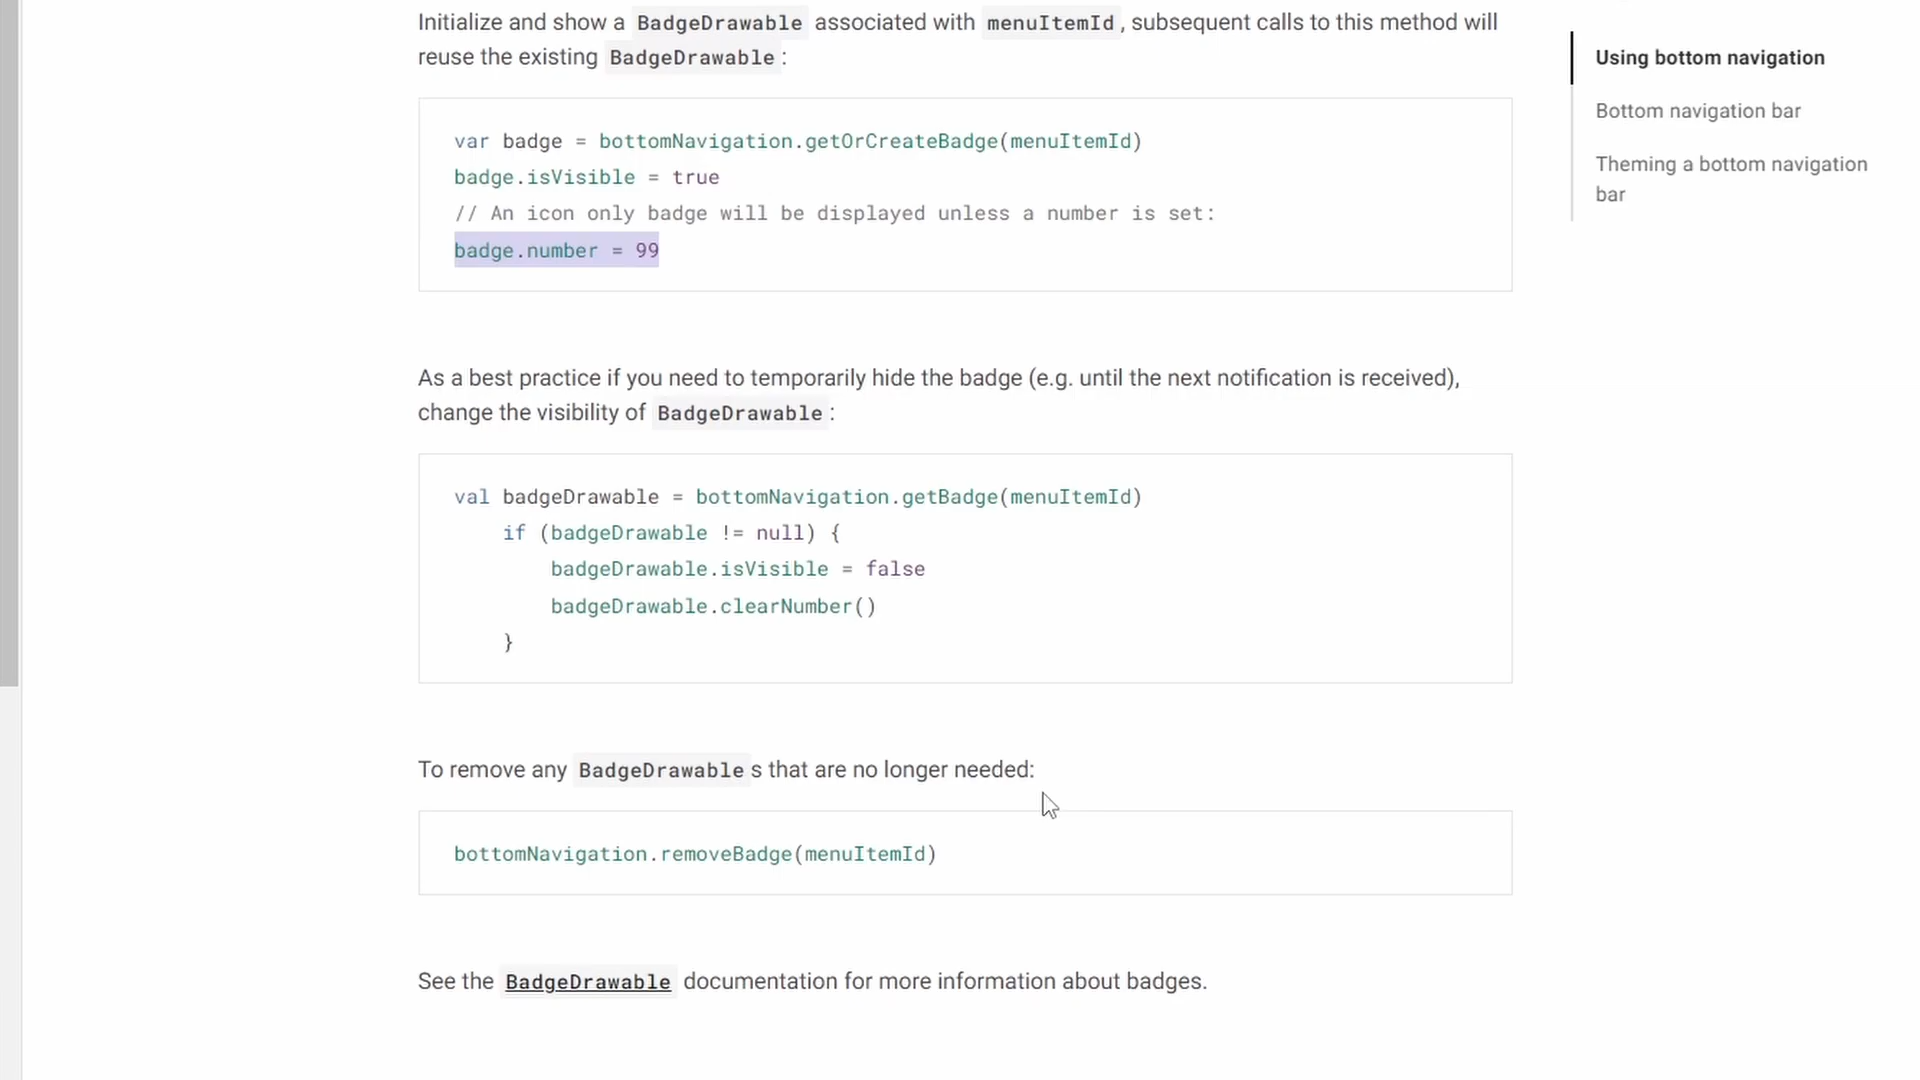 Initialize and show a BadgeDrawable associated with menuItemId, subsequent calls to this method will
reuse the existing BadgeDrawable:
var badge = bottomNavigation.getOrCreateBadge(menuItemId)
badge.isVisible = true
// An icon only badge will be displayed unless a number is set:
badge.number = 99
As a best practice if you need to temporarily hide the badge (e.g. until the next notification is received),
change the visibility of BadgeDrawable:
val badgeDrawable = bottomNavigation.getBadge(menuItemId)
    if (badgeDrawable != null) {
        badgeDrawable.isVisible = false
        badgeDrawable.clearNumber()
    }
To remove any BadgeDrawables that are no longer needed:
bottomNavigation.removeBadge(menuItemId)
See the BadgeDrawable documentation for more information about badges.
Using bottom navigation
Bottom navigation bar
Theming a bottom navigation
bar